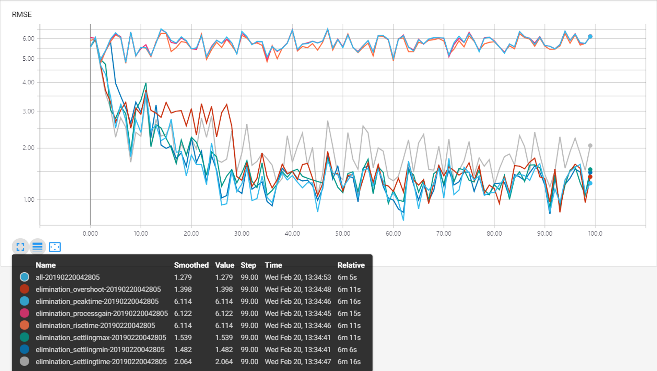 RMSE
6.00
5.00
4.00
3.00
2.00
1.00
0.000 10.00 20.00 30.00 40.00 50.00 60.00 70.00 80.00 90.00 100.0
Name Smoothed Value Step Time Relative
all-20190220042805 1.279 1.279 99.00 Wed Feb 20, 13:34:53 6m 5s
elimination_overshoot-20190220042805 1.398 1.398 99.00 Wed Feb 20, 13:34:48 6m 11s
elimination_peaktime-20190220042805 6.114 6.114 99.00 Wed Feb 20, 13:34:46 6m 16s
elimination_processgain-20190220042805 6.122 6.122 99.00 Wed Feb 20, 13:34:45 6m 15s
elimination_risetime-20190220042805 6.114 6.114 99.00 Wed Feb 20, 13:34:46 6m 11s
elimination_settlingmax-20190220042805 1.539 1.539 99.00 Wed Feb 20, 13:34:41 6m 11s
elimination_settlingmin-20190220042805 1.482 1.482 99.00 Wed Feb 20, 13:34:41 6m 6s
elimination_settlingtime-20190220042805 2.064 2.064 99.00 Wed Feb 20, 13:34:47 6m 16s